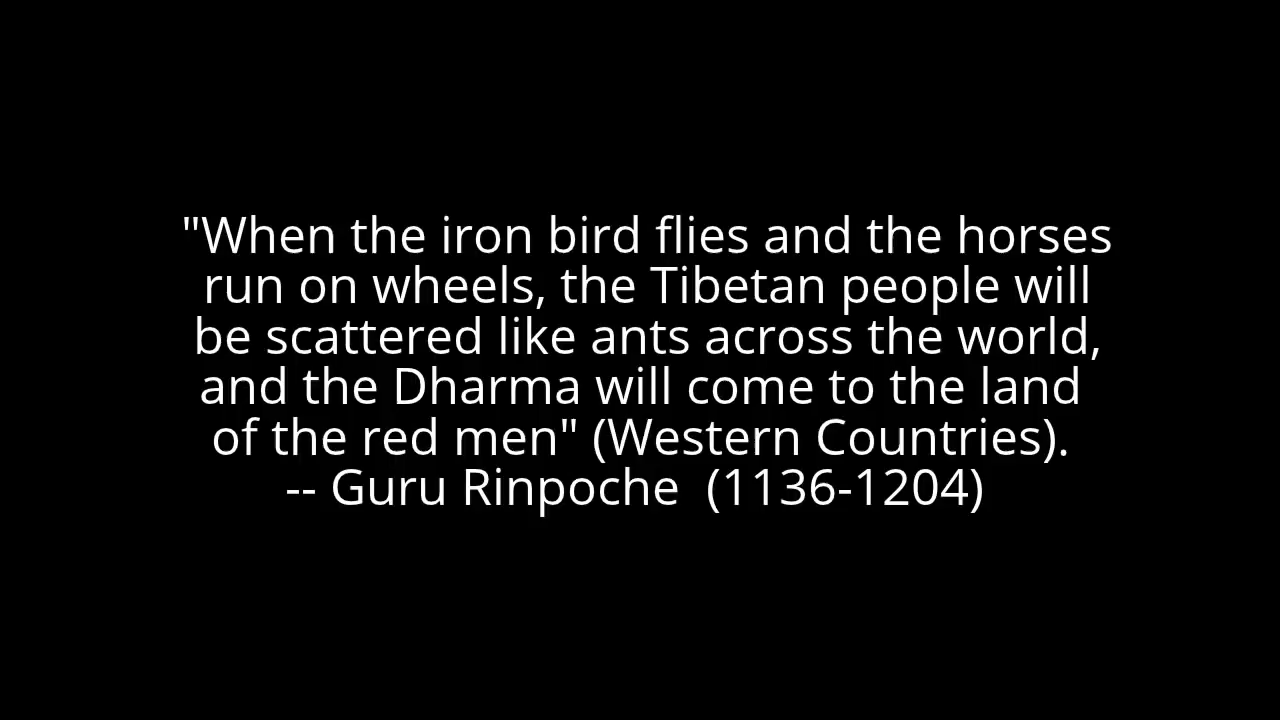 "When the iron bird flies and the horses
run on wheels, the Tibetan people will
be scattered like ants across the world,
and the Dharma will come to the land
of the red men" (Western Countries).
-- Guru Rinpoche  (1136-1204)